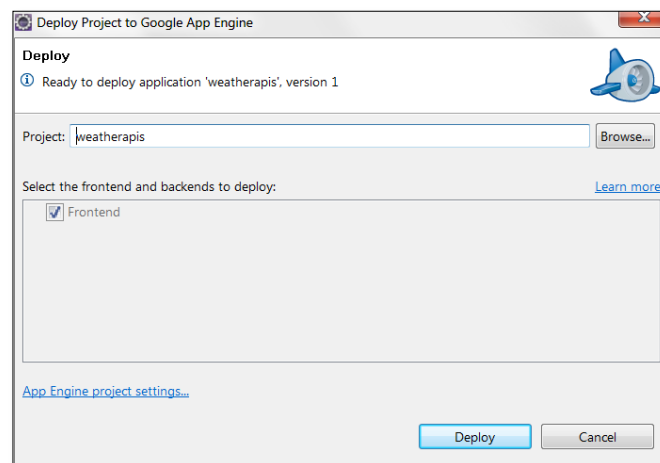 Deploy Project to Google App Engine
Deploy
Ready to deploy application 'weatherapis', version 1
Project: weatherapis Browse...
Select the frontend and backends to deploy: Learn more
Frontend
App Engine project settings...
Deploy Cancel